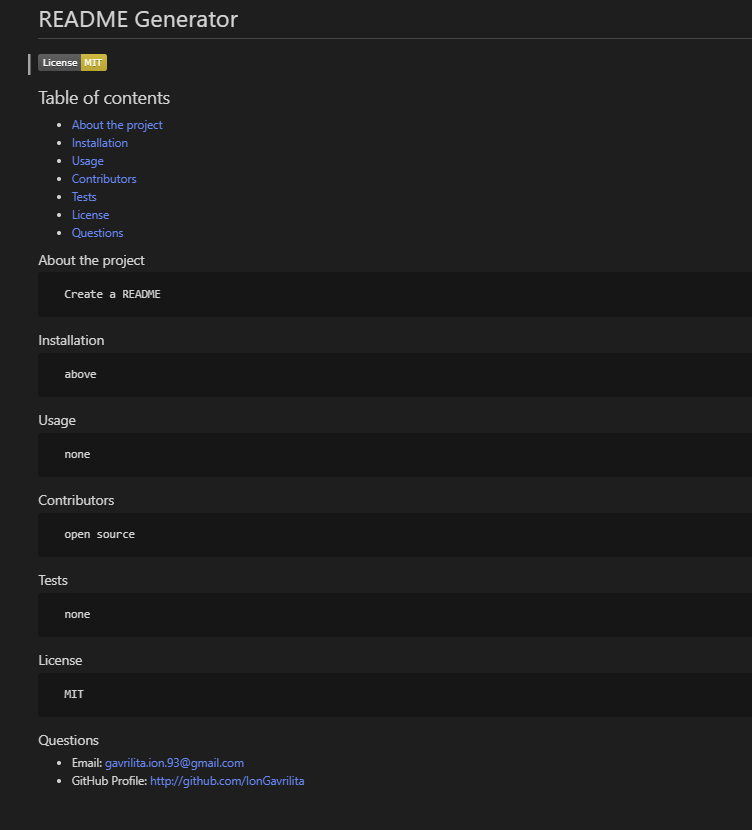 README Generator
License MIT
Table of contents
About the project
Installation
Usage
Contributors
Tests
License
Questions
About the project
Create a README
Installation
above
Usage
none
Contributors
open source
Tests
none
License
MIT
Questions
Email: gavrilita.ion.93@gmail.com
GitHub Profile: http://github.com/IonGavrilita